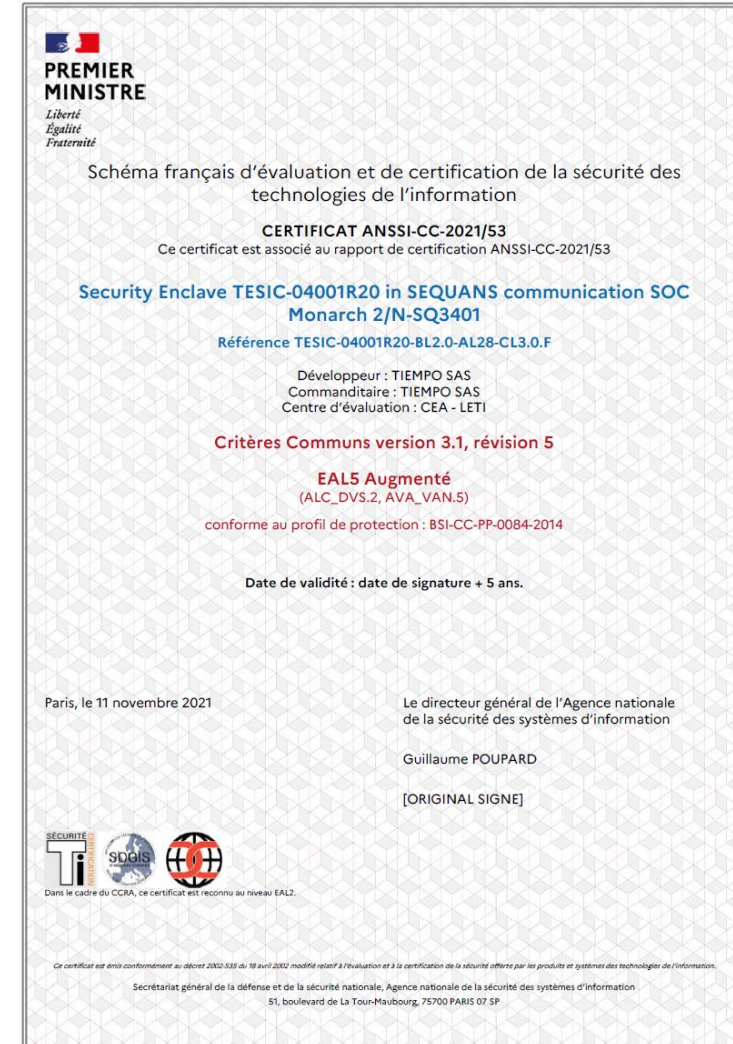 PREMIER
MINISTRE
Liberté
Égalité
Fraternité
Schéma français d’évaluation et de certification de la sécurité des
technologies de l’information
CERTIFICAT ANSSI-CC-2021/53
Ce certificat est associé au rapport de certification ANSSI-CC-2021/53
Security Enclave TESIC-04001R20 in SEQUANS communication SOC
Monarch 2/N-SQ3401
Référence TESIC-04001R20-BL2.0-AL28-CL3.0.F
Développeur : TIEMPO SAS
Commanditaire : TIEMPO SAS
Centre d’évaluation : CEA - LETI
Critères Communs version 3.1, révision 5
EAL5 Augmenté
(ALC_DVS.2, AVA_VAN.5)
conforme au profil de protection : BSI-CC-PP-0084-2014
Date de validité : date de signature + 5 ans.
Paris, le 11 novembre 2021
Le directeur général de l’Agence nationale
de la sécurité des systèmes d’information
Guillaume POUPARD
[ORIGINAL SIGNE]
SÉCURITÉ
CERTIFICATION
Ti
SOGIS
Dans le cadre du CCRA, ce certificat est reconnu au niveau EAL2.
Ce certificat est émis conformément au décret 2002-535 du 18 avril 2002 modifié relatif à l’évaluation et à la certification de la sécurité offerte par les produits et systèmes des technologies de l’information.
Secrétariat général de la défense et de la sécurité nationale, Agence nationale de la sécurité des systèmes d’information
51, boulevard de La Tour-Maubourg, 75700 PARIS 07 SP